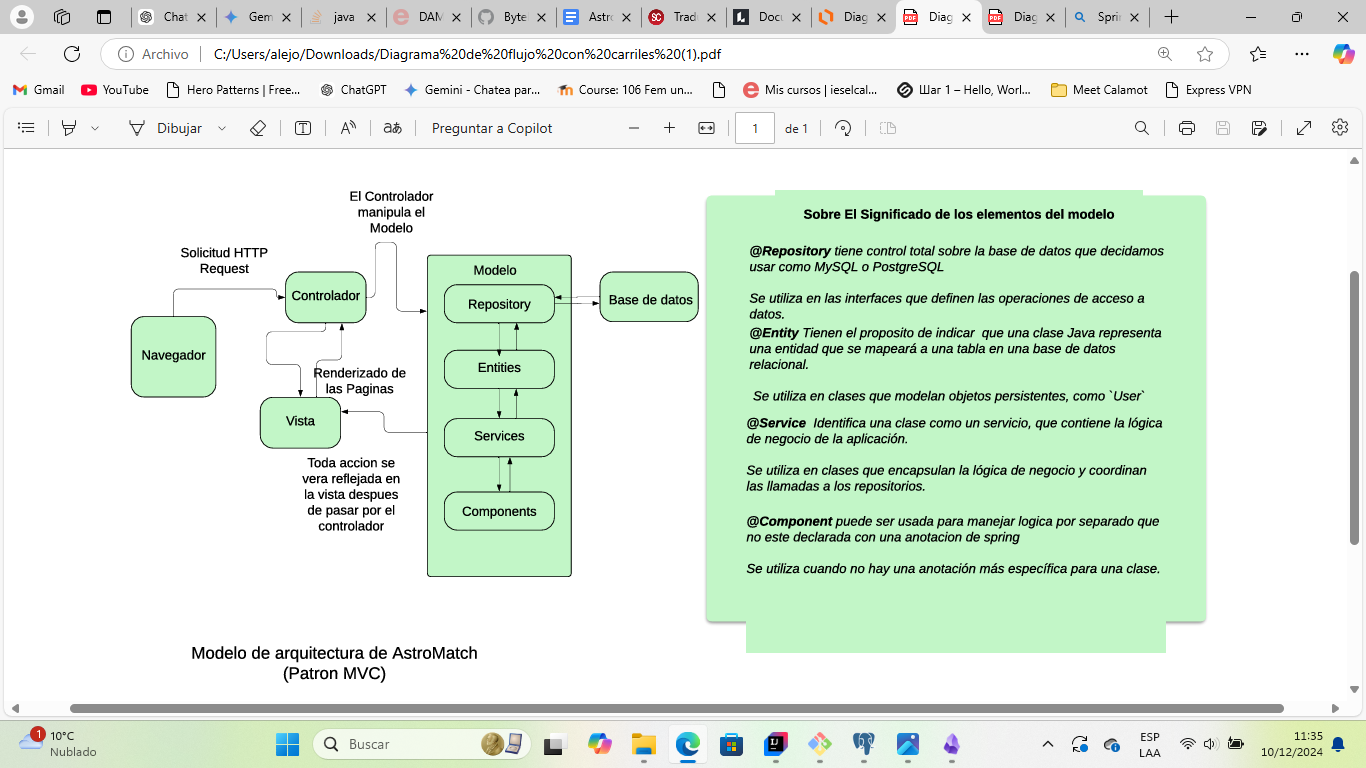 Chat
Gem
java
DAM
Byte
Astro
Trad
Docu
Diag
Diag
Diag
Sprin
Archivo
C:/Users/alejo/Downloads/Diagrama%20de%20flujo%20con%20carriles%20(1).pdf
Gmail
YouTube
Hero Patterns | Free...
ChatGPT
Gemini - Chatea par...
Course: 106 Fem un...
Mis cursos | ieselcal...
Шаг 1 – Hello, Worl...
Meet Calamot
Express VPN
Dibujar
Preguntar a Copilot
1
de 1
El Controlador
manipula el
Modelo
Solicitud HTTP
Request
Controlador
Navegador
Renderizado de
las Paginas
Vista
Toda accion se
vera reflejada en
la vista despues
de pasar por el
controlador
Modelo
Repository
Entities
Services
Components
Base de datos
Modelo de arquitectura de AstroMatch
(Patron MVC)
Sobre El Significado de los elementos del modelo
@Repository tiene control total sobre la base de datos que decidamos
usar como MySQL o PostgreSQL
Se utiliza en las interfaces que definen las operaciones de acceso a
datos.
@Entity Tienen el proposito de indicar que una clase Java representa
una entidad que se mapeará a una tabla en una base de datos
relacional.
Se utiliza en clases que modelan objetos persistentes, como `User`
@Service Identifica una clase como un servicio, que contiene la lógica
de negocio de la aplicación.
Se utiliza en clases que encapsulan la lógica de negocio y coordinan
las llamadas a los repositorios.
@Component puede ser usada para manejar logica por separado que
no este declarada con una anotacion de spring
Se utiliza cuando no hay una anotación más específica para una clase.
1
10°C
Nublado
Buscar
ESP
LAA
11:35
10/12/2024